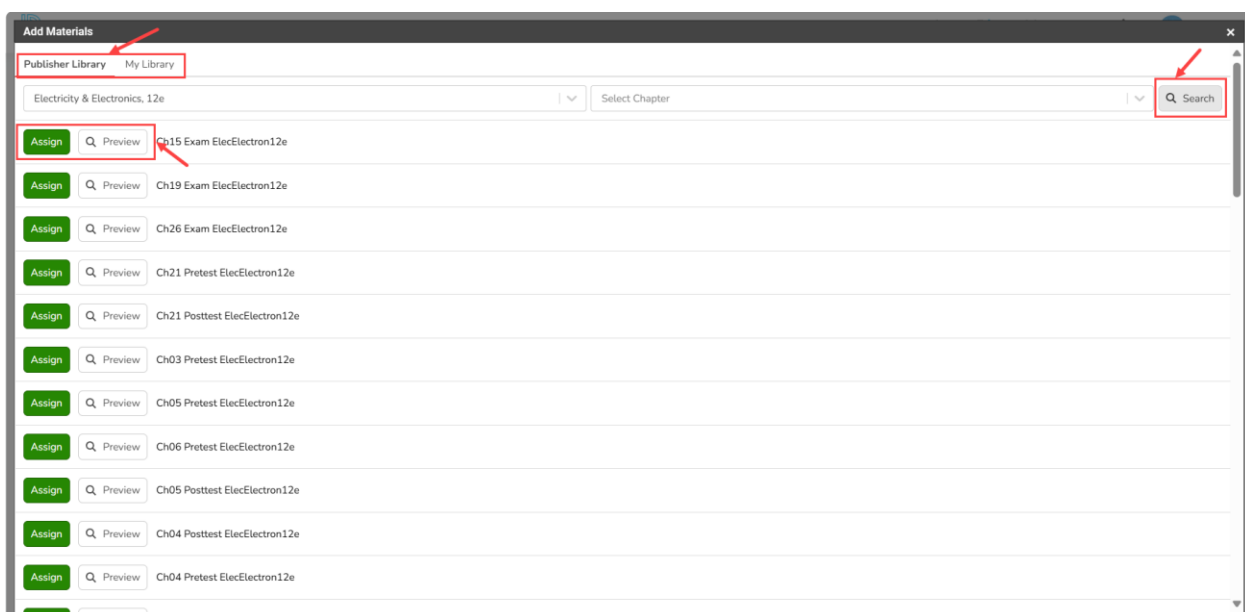 Add Materials ×
Publisher Library My Library
Electricity & Electronics, 12e Select Chapter Search
Assign Preview Ch15 Exam ElecElectron12e
Assign Preview Ch19 Exam ElecElectron12e
Assign Preview Ch26 Exam ElecElectron12e
Assign Preview Ch21 Pretest ElecElectron12e
Assign Preview Ch21 Posttest ElecElectron12e
Assign Preview Ch03 Pretest ElecElectron12e
Assign Preview Ch05 Pretest ElecElectron12e
Assign Preview Ch06 Pretest ElecElectron12e
Assign Preview Ch05 Posttest ElecElectron12e
Assign Preview Ch04 Posttest ElecElectron12e
Assign Preview Ch04 Pretest ElecElectron12e